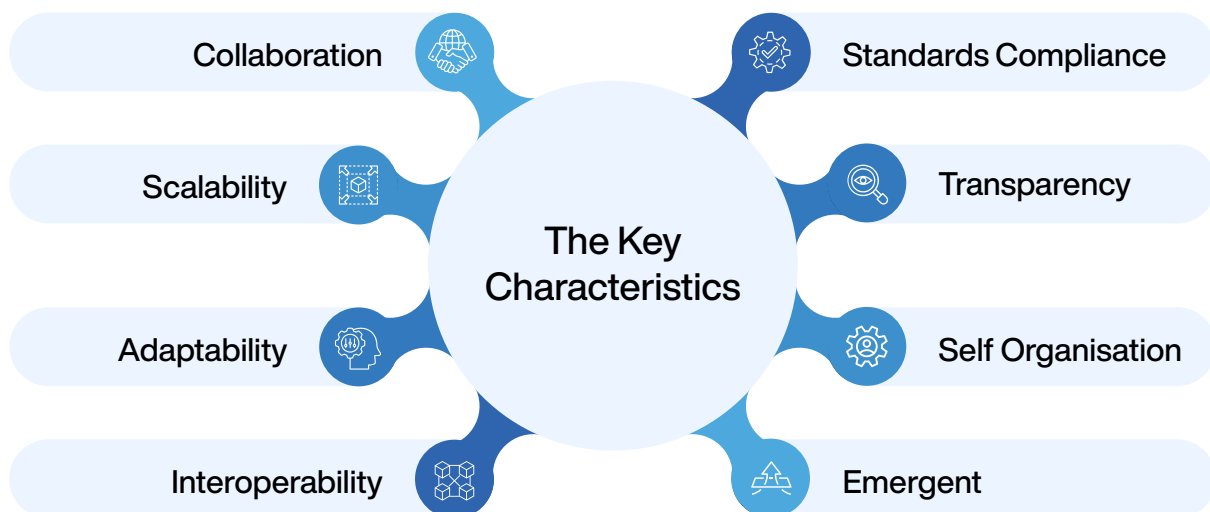 Collaboration
Scalability
Adaptability
Interoperability
The Key
Characteristics
Standards Compliance
Transparency
Self Organisation
Emergent